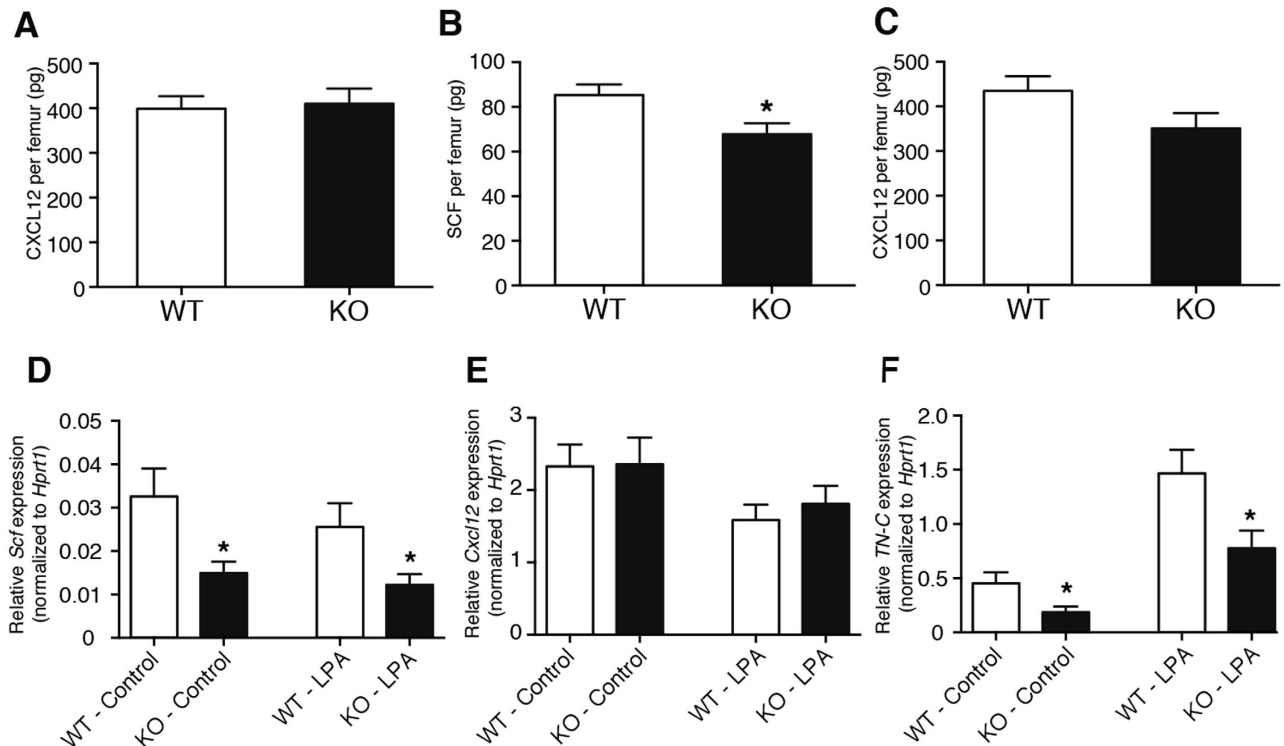 A
CXCL12 per femur (pg)
500
400
300
200
100
0
WT
KO
B
SCF per femur (pg)
100
80
60
40
20
0
*
WT
KO
C
CXCL12 per femur (pg)
500
400
300
200
100
0
WT
KO
D
Relative Scf expression
(normalized to Hprt1)
0.05
0.04
0.03
0.02
0.01
0
*
*
WT - Control
KO - Control
WT - LPA
KO - LPA
E
Relative Cxcl12 expression
(normalized to Hprt1)
3
2
1
0
WT - Control
KO - Control
WT - LPA
KO - LPA
F
Relative TN-C expression
(normalized to Hprt1)
2.0
1.5
1.0
0.5
0
*
*
WT - Control
KO - Control
WT - LPA
KO - LPA